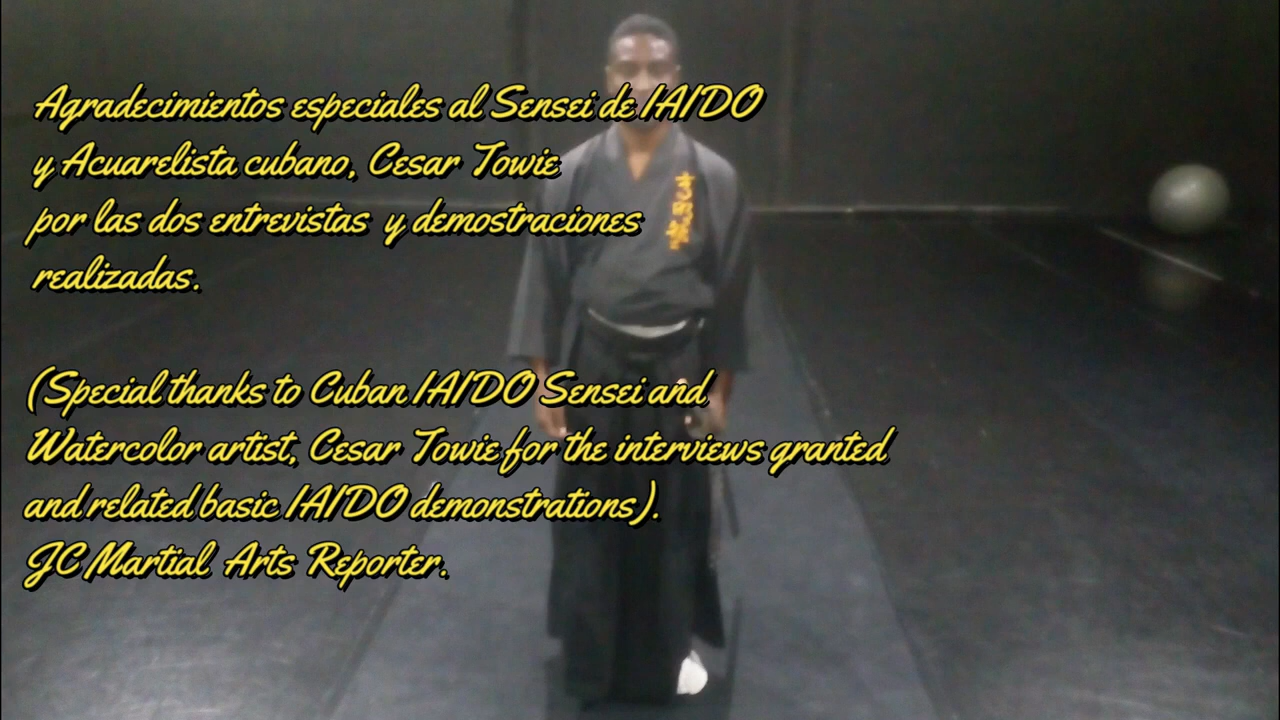 Agradecimientos especiales al Sensei de IAIDO
y Acuarelista cubano, Cesar Towie
por las dos entrevistas y demostraciones
realizadas.
(Special thanks to Cuban IAIDO Sensei and
Watercolor artist, Cesar Towie for the interviews granted
and related basic IAIDO demonstrations).
JC Martial Arts Reporter.